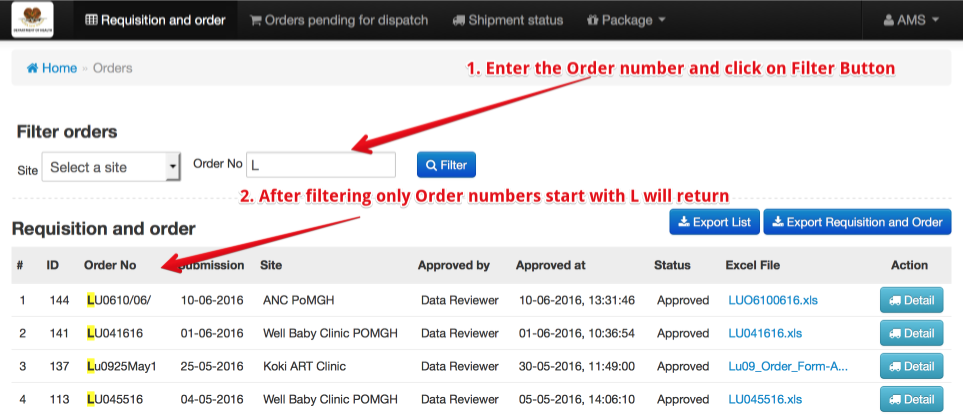 Requisition and order Orders pending for dispatch Shipment status Package AMS
DEPARTMENT OF HEALTH
Home » Orders
1. Enter the Order number and click on Filter Button
Filter orders
Site Select a site Order No L Filter
2. After filtering only Order numbers start with L will return
Requisition and order Export List Export Requisition and Order
# ID Order No Submission Site Approved by Approved at Status Excel File Action
1 144 LU0610/06/ 10-06-2016 ANC PoMGH Data Reviewer 10-06-2016, 13:31:46 Approved LUO6100616.xls Detail
2 141 LU041616 01-06-2016 Well Baby Clinic POMGH Data Reviewer 01-06-2016, 10:36:54 Approved LU041616.xls Detail
3 137 Lu0925May1 25-05-2016 Koki ART Clinic Data Reviewer 30-05-2016, 11:49:00 Approved Lu09_Order_Form-A... Detail
4 113 LU045516 04-05-2016 Well Baby Clinic POMGH Data Reviewer 05-05-2016, 14:06:10 Approved LU045516.xls Detail